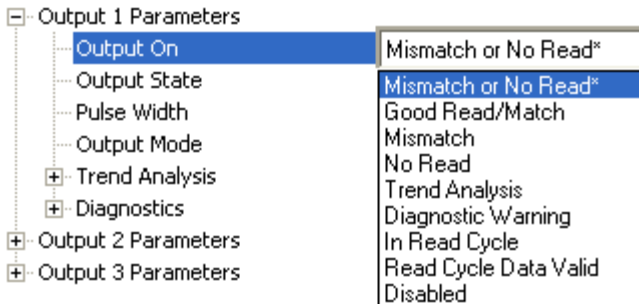 Output 1 Parameters
Output On
Mismatch or No Read*
Output State
Pulse Width
Output Mode
Trend Analysis
Diagnostics
Output 2 Parameters
Output 3 Parameters
Mismatch or No Read*
Good Read/Match
Mismatch
No Read
Trend Analysis
Diagnostic Warning
In Read Cycle
Read Cycle Data Valid
Disabled